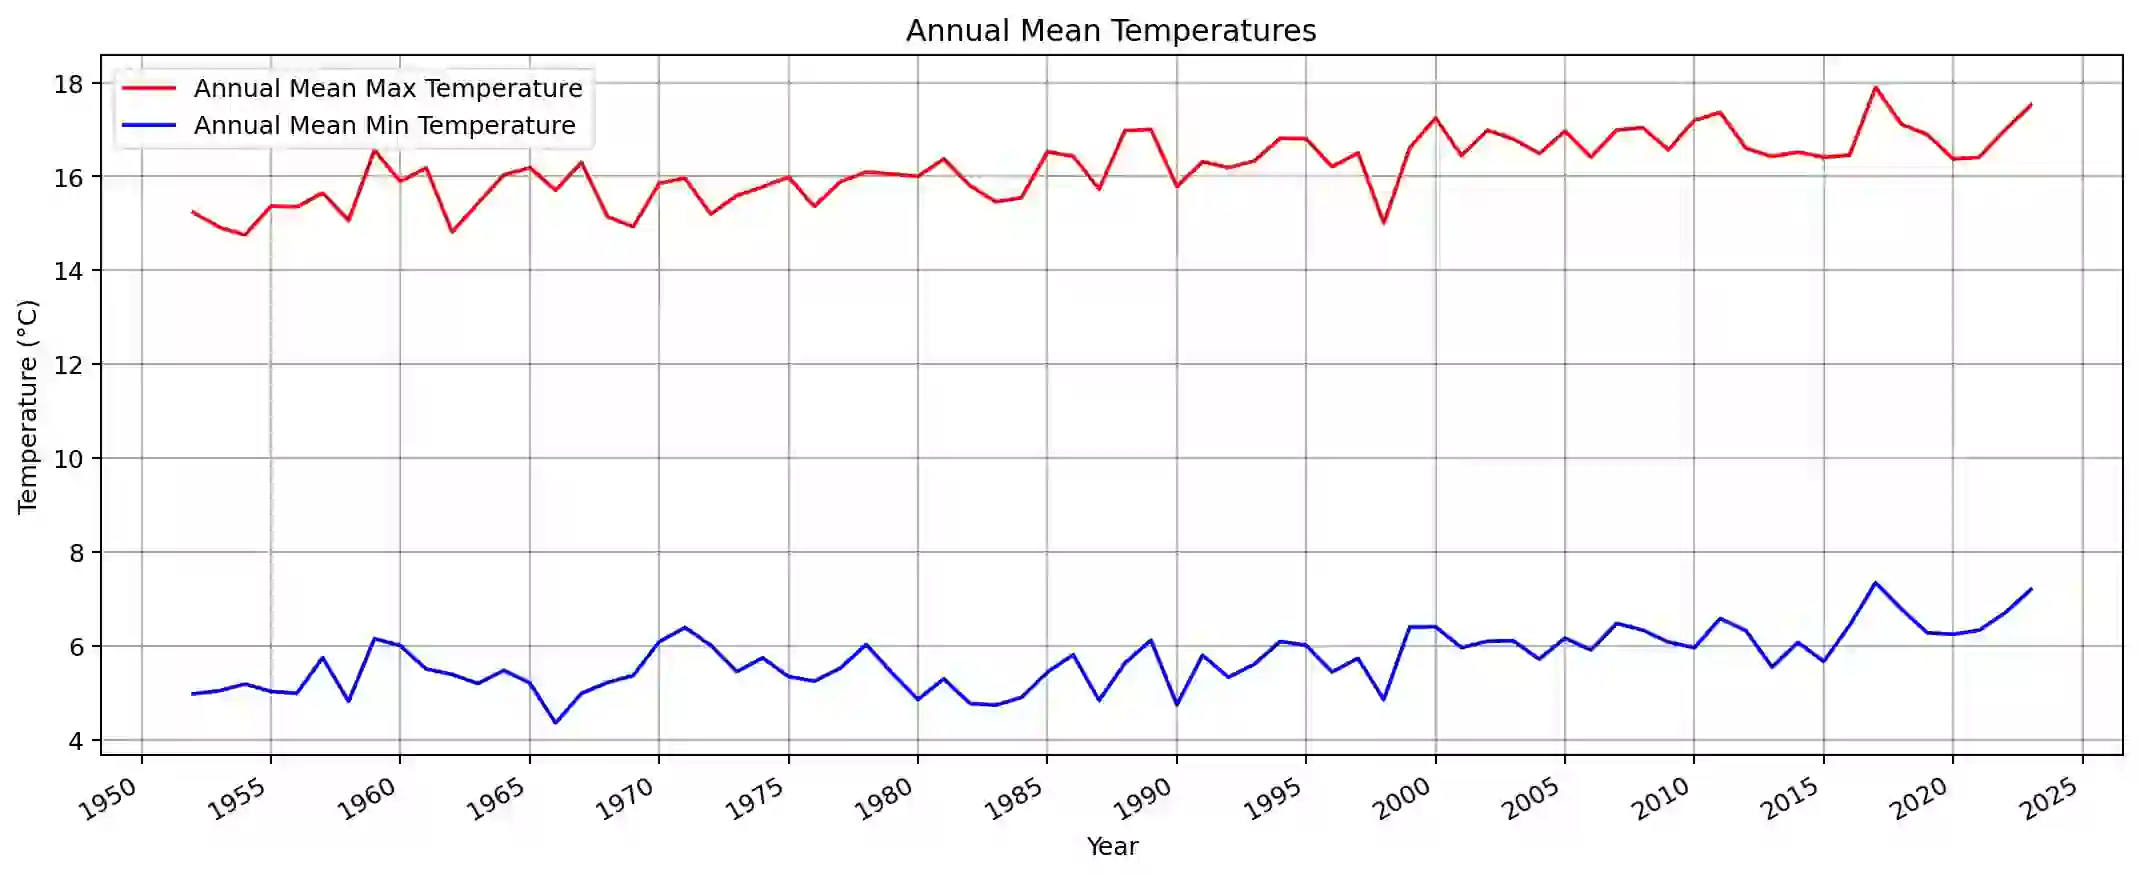 Annual Mean Temperatures
Annual Mean Max Temperature
Annual Mean Min Temperature
18
16
14
12
10
8
6
4
Temperature (°C)
1950 1955 1960 1965 1970 1975 1980 1985 1990 1995 2000 2005 2010 2015 2020 2025
Year